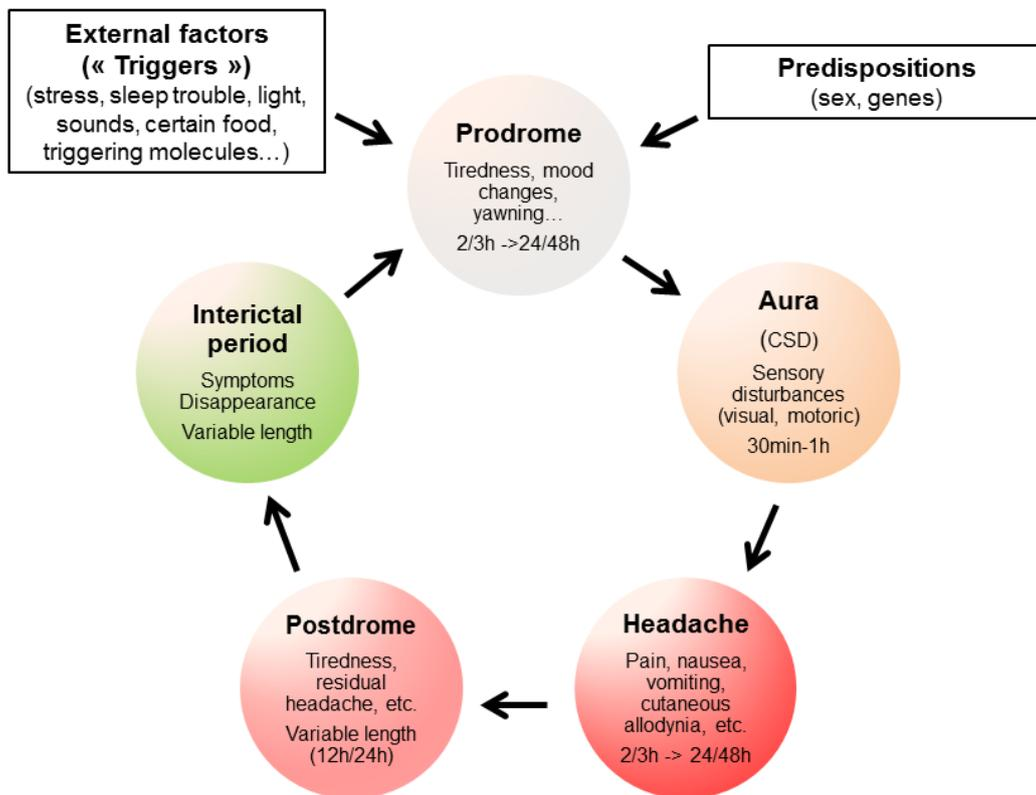 External factors
(« Triggers »)
(stress, sleep trouble, light,
sounds, certain food,
triggering molecules…)
Predispositions
(sex, genes)
Prodrome
Tiredness, mood
changes,
yawning…
2/3h ->24/48h
Aura
(CSD)
Sensory
disturbances
(visual, motoric)
30min-1h
Headache
Pain, nausea,
vomiting,
cutaneous
allodynia, etc.
2/3h -> 24/48h
Postdrome
Tiredness,
residual
headache, etc.
Variable length
(12h/24h)
Interictal
period
Symptoms
Disappearance
Variable length